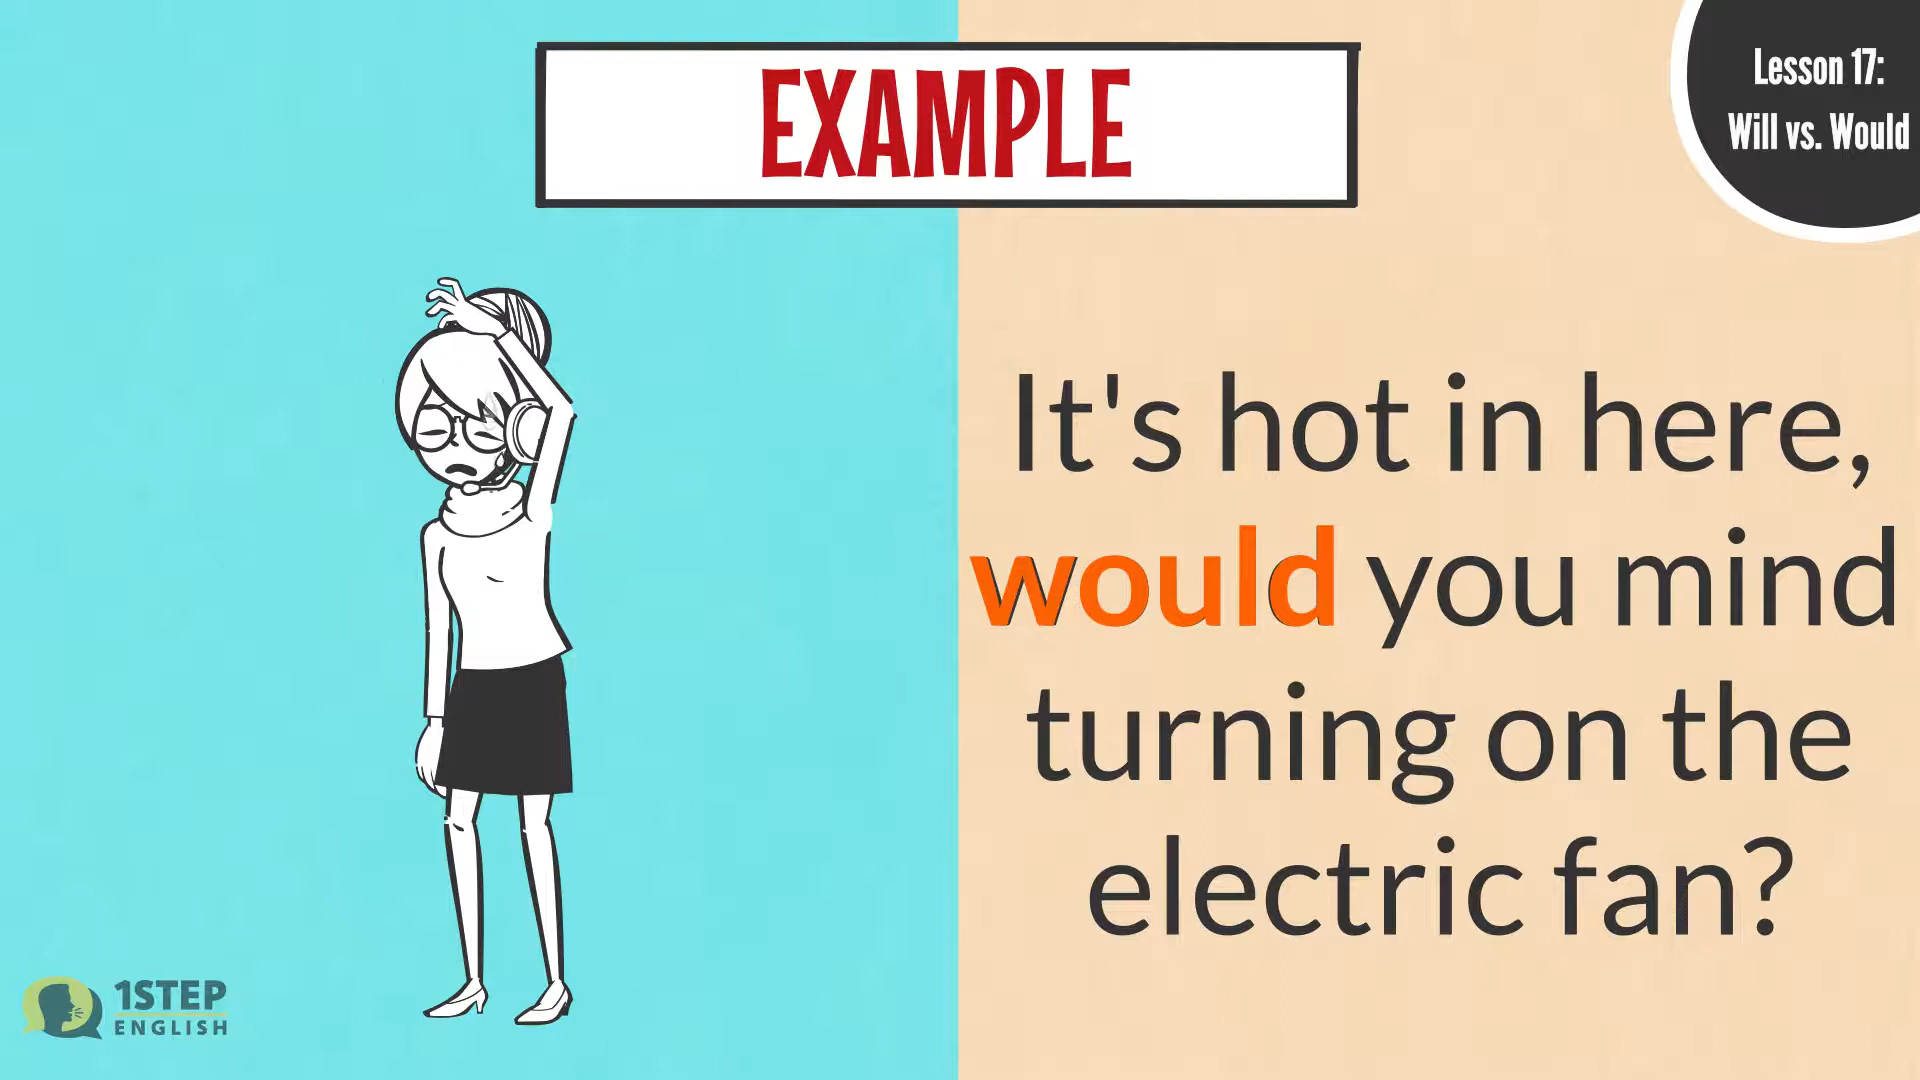 EXAMPLE
Lesson 17:
Will vs. Would
It's hot in here,
would you mind
turning on the
electric fan?
1STEP
ENGLISH